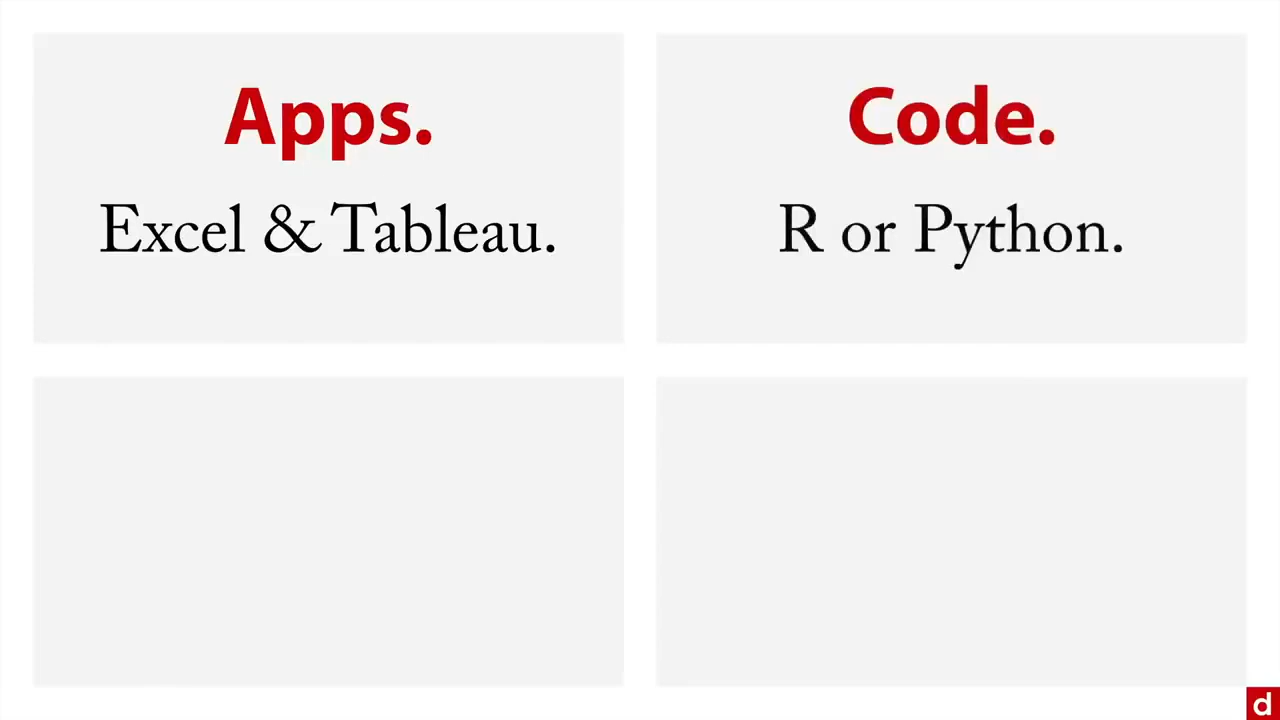 Apps.
Excel & Tableau.
Code.
R or Python.
d